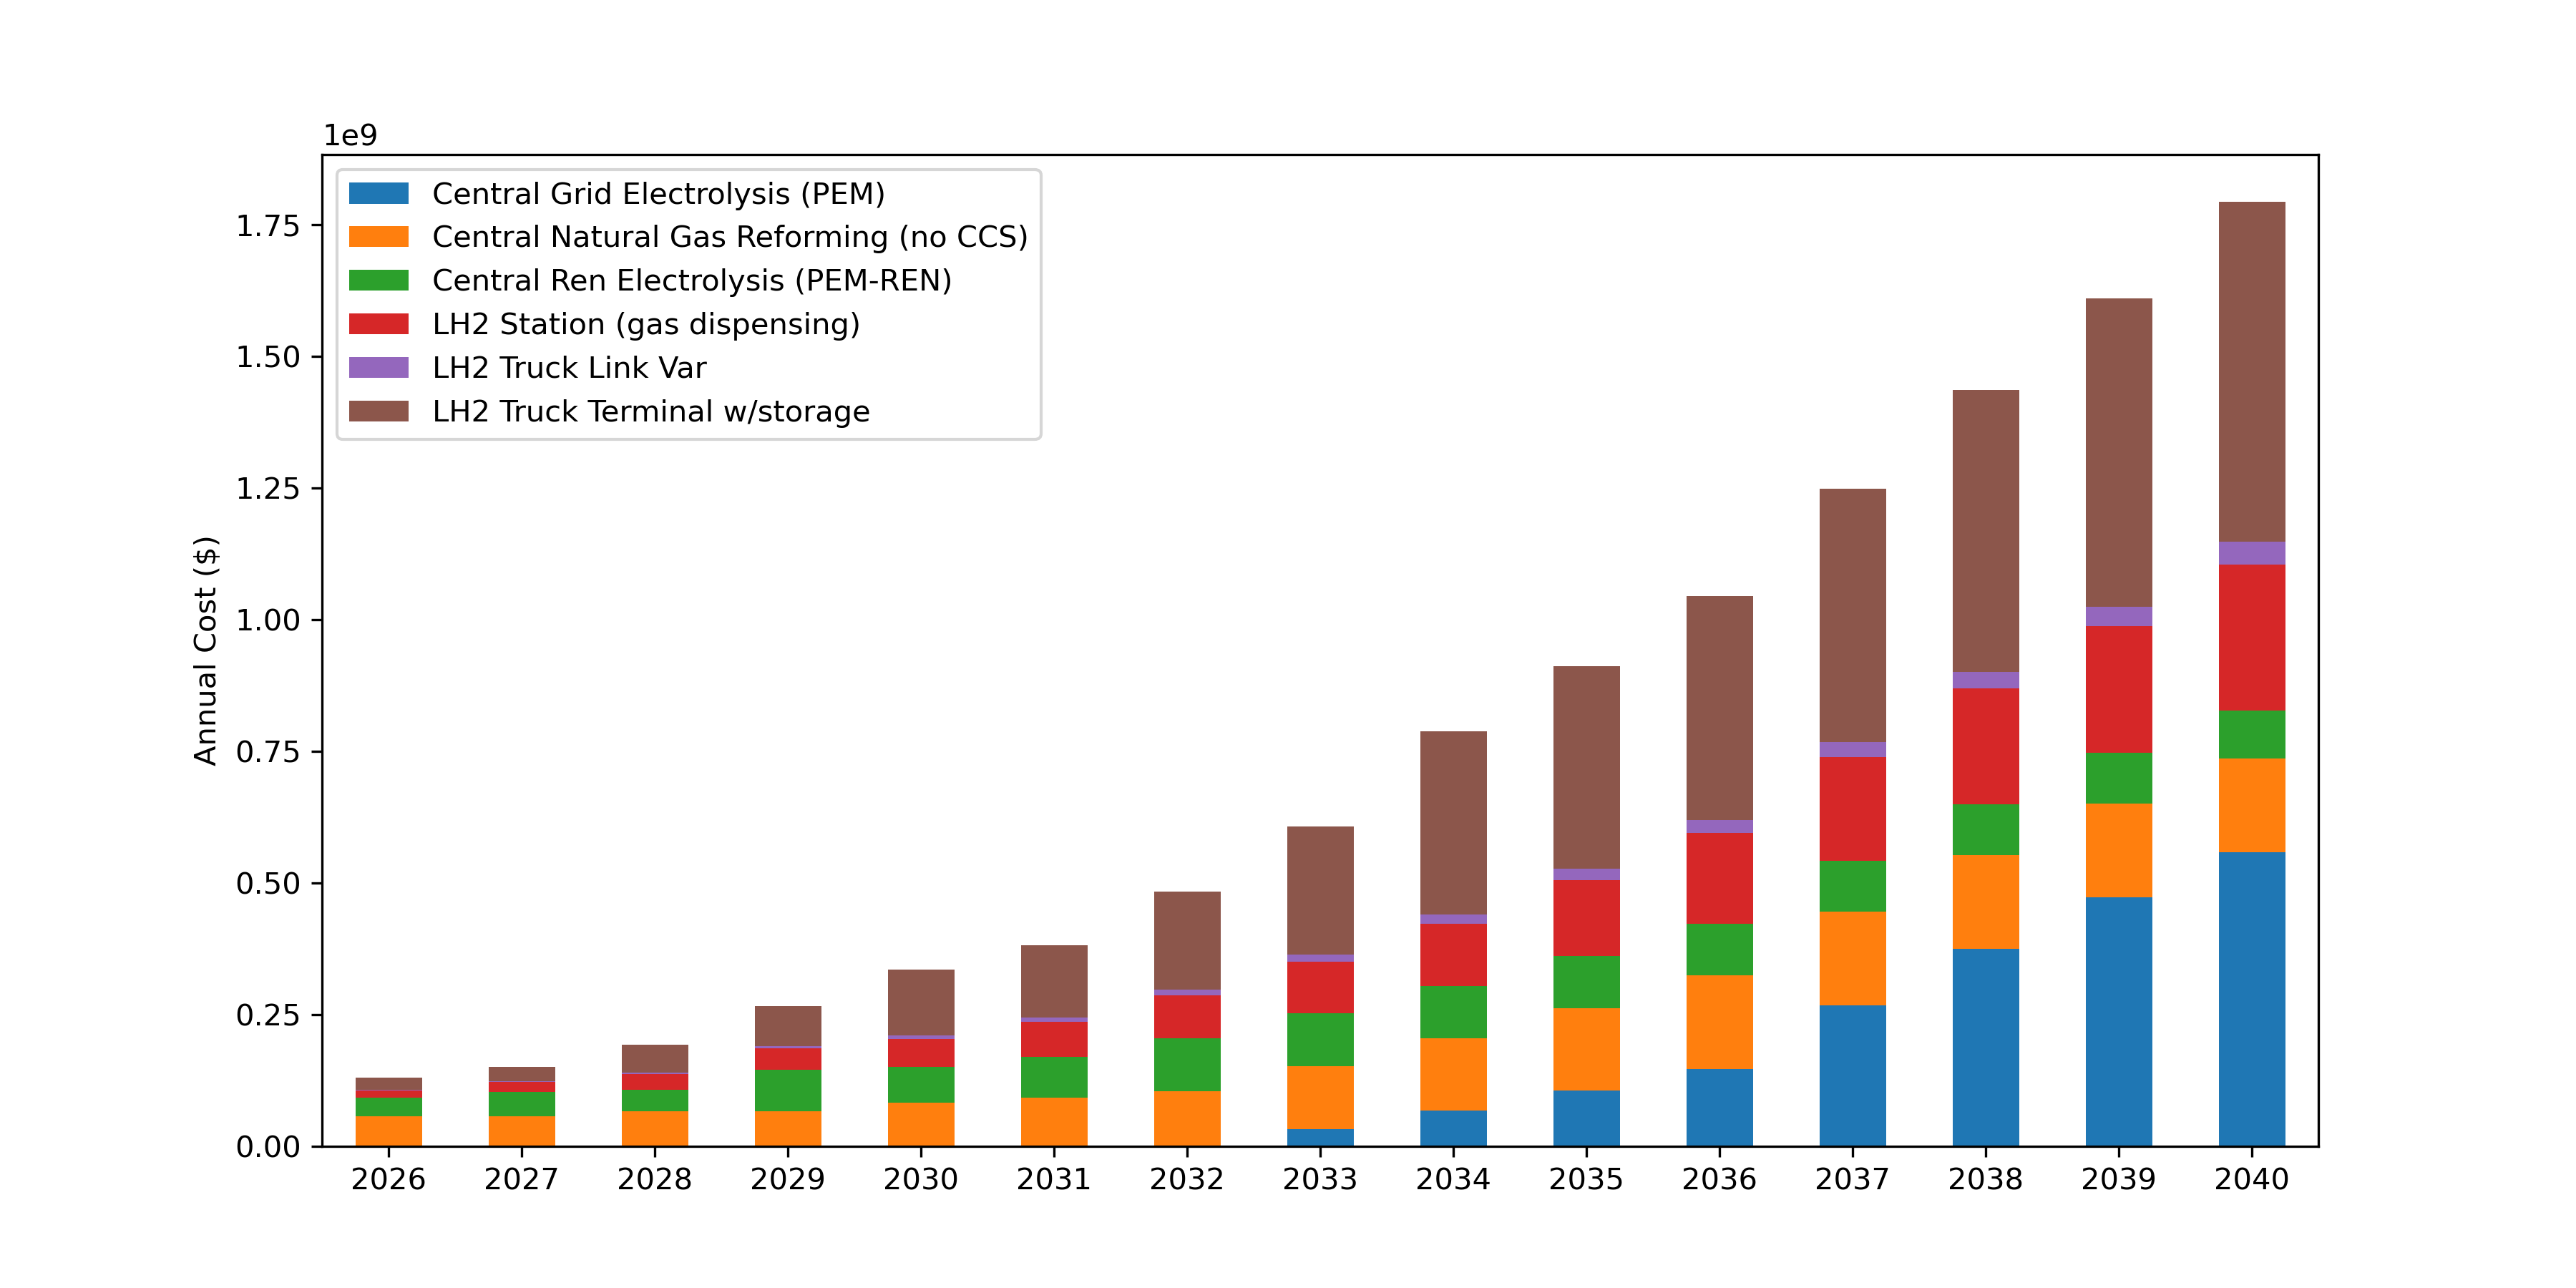 1e9
Central Grid Electrolysis (PEM)
Central Natural Gas Reforming (no CCS)
Central Ren Electrolysis (PEM-REN)
LH2 Station (gas dispensing)
LH2 Truck Link Var
LH2 Truck Terminal w/storage
Annual Cost ($)
1.75
1.50
1.25
1.00
0.75
0.50
0.25
0.00
2026 2027 2028 2029 2030 2031 2032 2033 2034 2035 2036 2037 2038 2039 2040